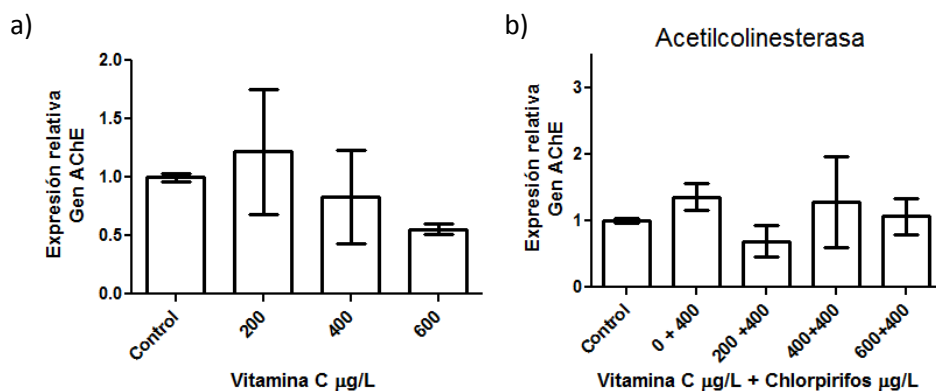 a)
Expresión relativa
Gen AChE
2.0
1.5
1.0
0.5
0.0
Control
200
400
600
Vitamina C µg/L
b)
Acetilcolinesterasa
Expresión relativa
Gen AChE
3
2
1
0
Control
0 + 400
200 +400
400+400
600+400
Vitamina C µg/L + Chlorpirifos µg/L